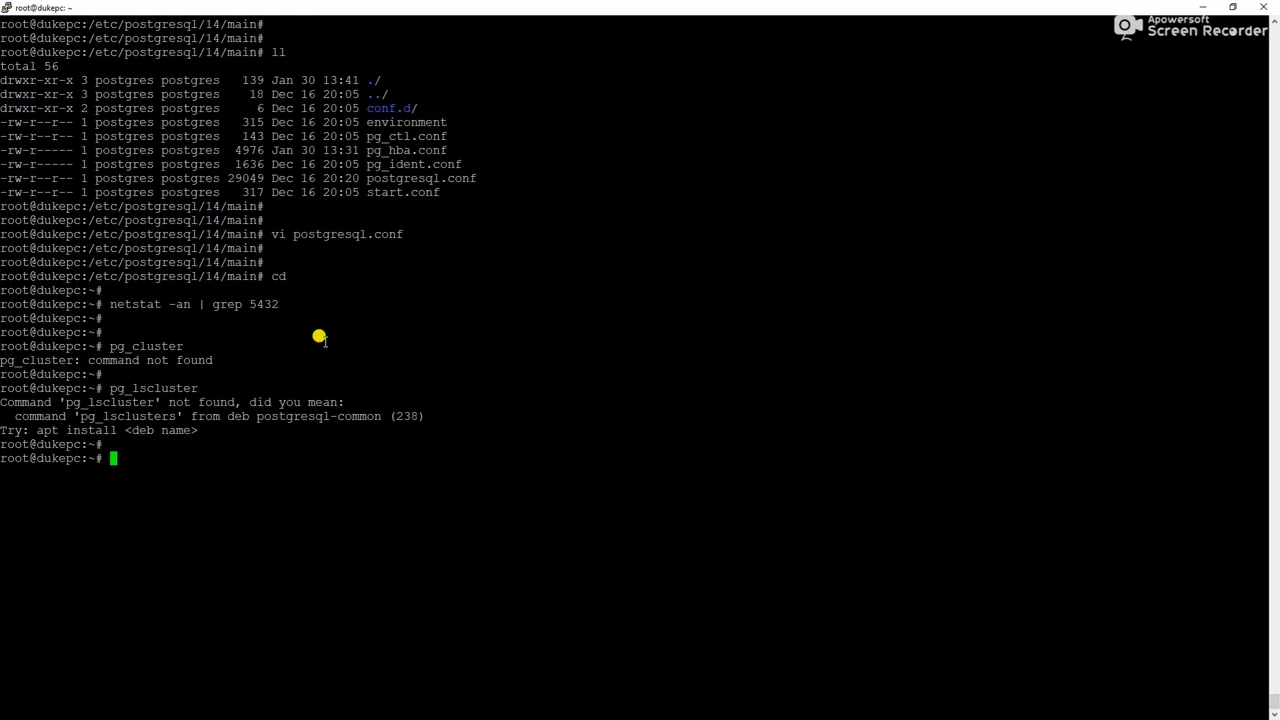 root@dukepc: ~
Apowersoft
Screen Recorder
root@dukepc:/etc/postgresql/14/main#
root@dukepc:/etc/postgresql/14/main#
root@dukepc:/etc/postgresql/14/main# ll
total 56
drwxr-xr-x 3 postgres postgres   139 Jan 30 13:41 ./
drwxr-xr-x 3 postgres postgres    18 Dec 16 20:05 ../
drwxr-xr-x 2 postgres postgres     6 Dec 16 20:05 conf.d/
-rw-r--r-- 1 postgres postgres   315 Dec 16 20:05 environment
-rw-r--r-- 1 postgres postgres   143 Dec 16 20:05 pg_ctl.conf
-rw-r----- 1 postgres postgres  4976 Jan 30 13:31 pg_hba.conf
-rw-r----- 1 postgres postgres  1636 Dec 16 20:05 pg_ident.conf
-rw-r--r-- 1 postgres postgres 29049 Dec 16 20:20 postgresql.conf
-rw-r--r-- 1 postgres postgres   317 Dec 16 20:05 start.conf
root@dukepc:/etc/postgresql/14/main#
root@dukepc:/etc/postgresql/14/main#
root@dukepc:/etc/postgresql/14/main# vi postgresql.conf
root@dukepc:/etc/postgresql/14/main#
root@dukepc:/etc/postgresql/14/main#
root@dukepc:/etc/postgresql/14/main# cd
root@dukepc:~#
root@dukepc:~# netstat -an | grep 5432
root@dukepc:~#
root@dukepc:~#
root@dukepc:~# pg_cluster
pg_cluster: command not found
root@dukepc:~#
root@dukepc:~# pg_lscluster
Command 'pg_lscluster' not found, did you mean:
  command 'pg_lsclusters' from deb postgresql-common (238)
Try: apt install <deb name>
root@dukepc:~#
root@dukepc:~#